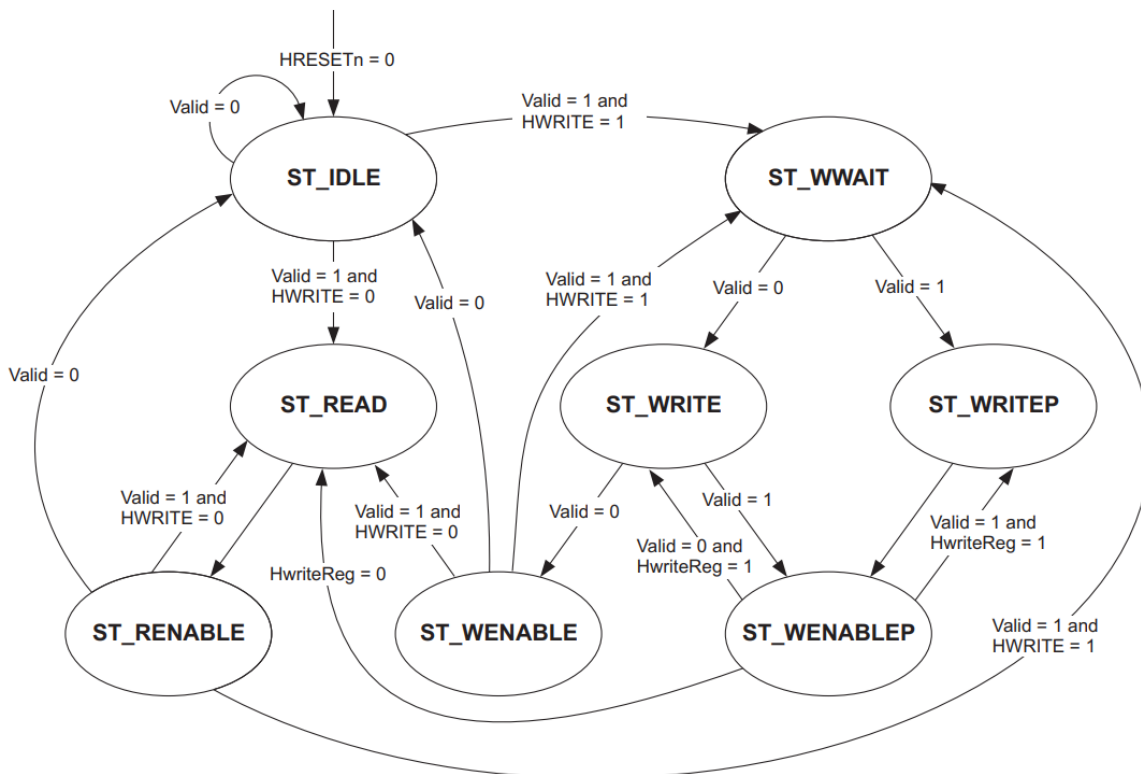 HRESETn = 0
Valid = 0
Valid = 1 and
HWRITE = 1
ST_IDLE
ST_WWAIT
Valid = 1 and
HWRITE = 0
Valid = 0
Valid = 1 and
HWRITE = 1
Valid = 0
Valid = 1
Valid = 0
ST_READ
ST_WRITE
ST_WRITEP
Valid = 1 and
HWRITE = 0
Valid = 1 and
HWRITE = 0
Valid = 0
Valid = 1
Valid = 0 and
HwriteReg = 1
Valid = 1 and
HwriteReg = 1
HwriteReg = 0
ST_RENABLE
ST_WENABLE
ST_WENABLEP
Valid = 1 and
HWRITE = 1